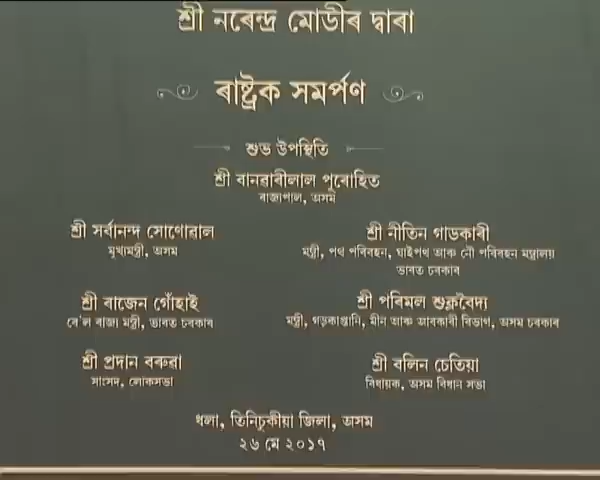 শ্ৰী নৰেন্দ্ৰ মোডীৰ দ্বাৰা
ৰাষ্ট্ৰক সমৰ্পণ
শুভ উপস্থিতি
শ্ৰী বানৱাৰীলাল পুৰোহিত
ৰাজ্যপাল, অসম
শ্ৰী সৰ্বানন্দ সোণোৱাল
মুখ্যমন্ত্ৰী, অসম
শ্ৰী নীতিন গাডকাৰী
মন্ত্ৰী, পথ পৰিবহন, ঘাইপথ আৰু নৌ পৰিবহন মন্ত্ৰালয়
ভাৰত চৰকাৰ
শ্ৰী ৰাজেন গোঁহাই
ৰে'ল ৰাজ্য মন্ত্ৰী, ভাৰত চৰকাৰ
শ্ৰী পৰিমল শুক্লবৈদ্য
মন্ত্ৰী, গড়কাপ্তানি, মীন আৰু আবকাৰী বিভাগ, অসম চৰকাৰ
শ্ৰী প্ৰদান বৰুৱা
সাংসদ, লোকসভা
শ্ৰী বলিন চেতিয়া
বিধায়ক, অসম বিধান সভা
ধলা, তিনিচুকীয়া জিলা, অসম
২৬ মে ২০১৭